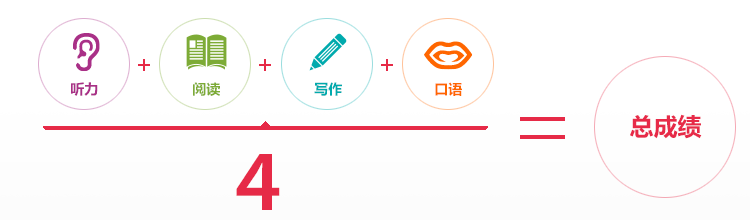 听力 + 阅读 + 写作 + 口语
4
= 总成绩